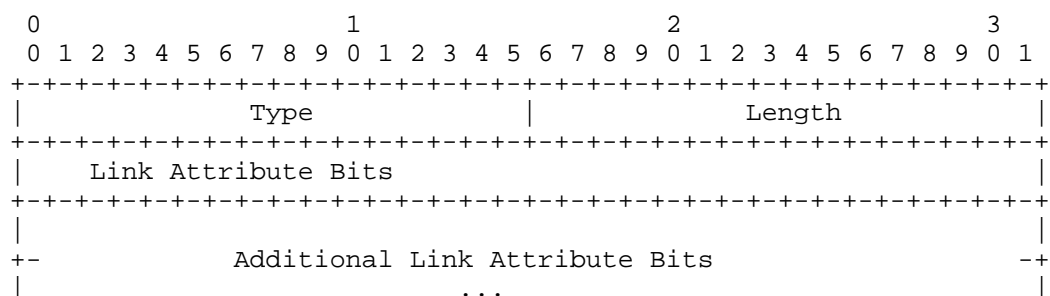 0                   1                   2                   3
 0 1 2 3 4 5 6 7 8 9 0 1 2 3 4 5 6 7 8 9 0 1 2 3 4 5 6 7 8 9 0 1
+-+-+-+-+-+-+-+-+-+-+-+-+-+-+-+-+-+-+-+-+-+-+-+-+-+-+-+-+-+-+-+-+
|              Type             |             Length            |
+-+-+-+-+-+-+-+-+-+-+-+-+-+-+-+-+-+-+-+-+-+-+-+-+-+-+-+-+-+-+-+-+
|    Link Attribute Bits                                        |
+-+-+-+-+-+-+-+-+-+-+-+-+-+-+-+-+-+-+-+-+-+-+-+-+-+-+-+-+-+-+-+-+
|                                                               |
+-            Additional Link Attribute Bits                   -+
|                            ...                                |